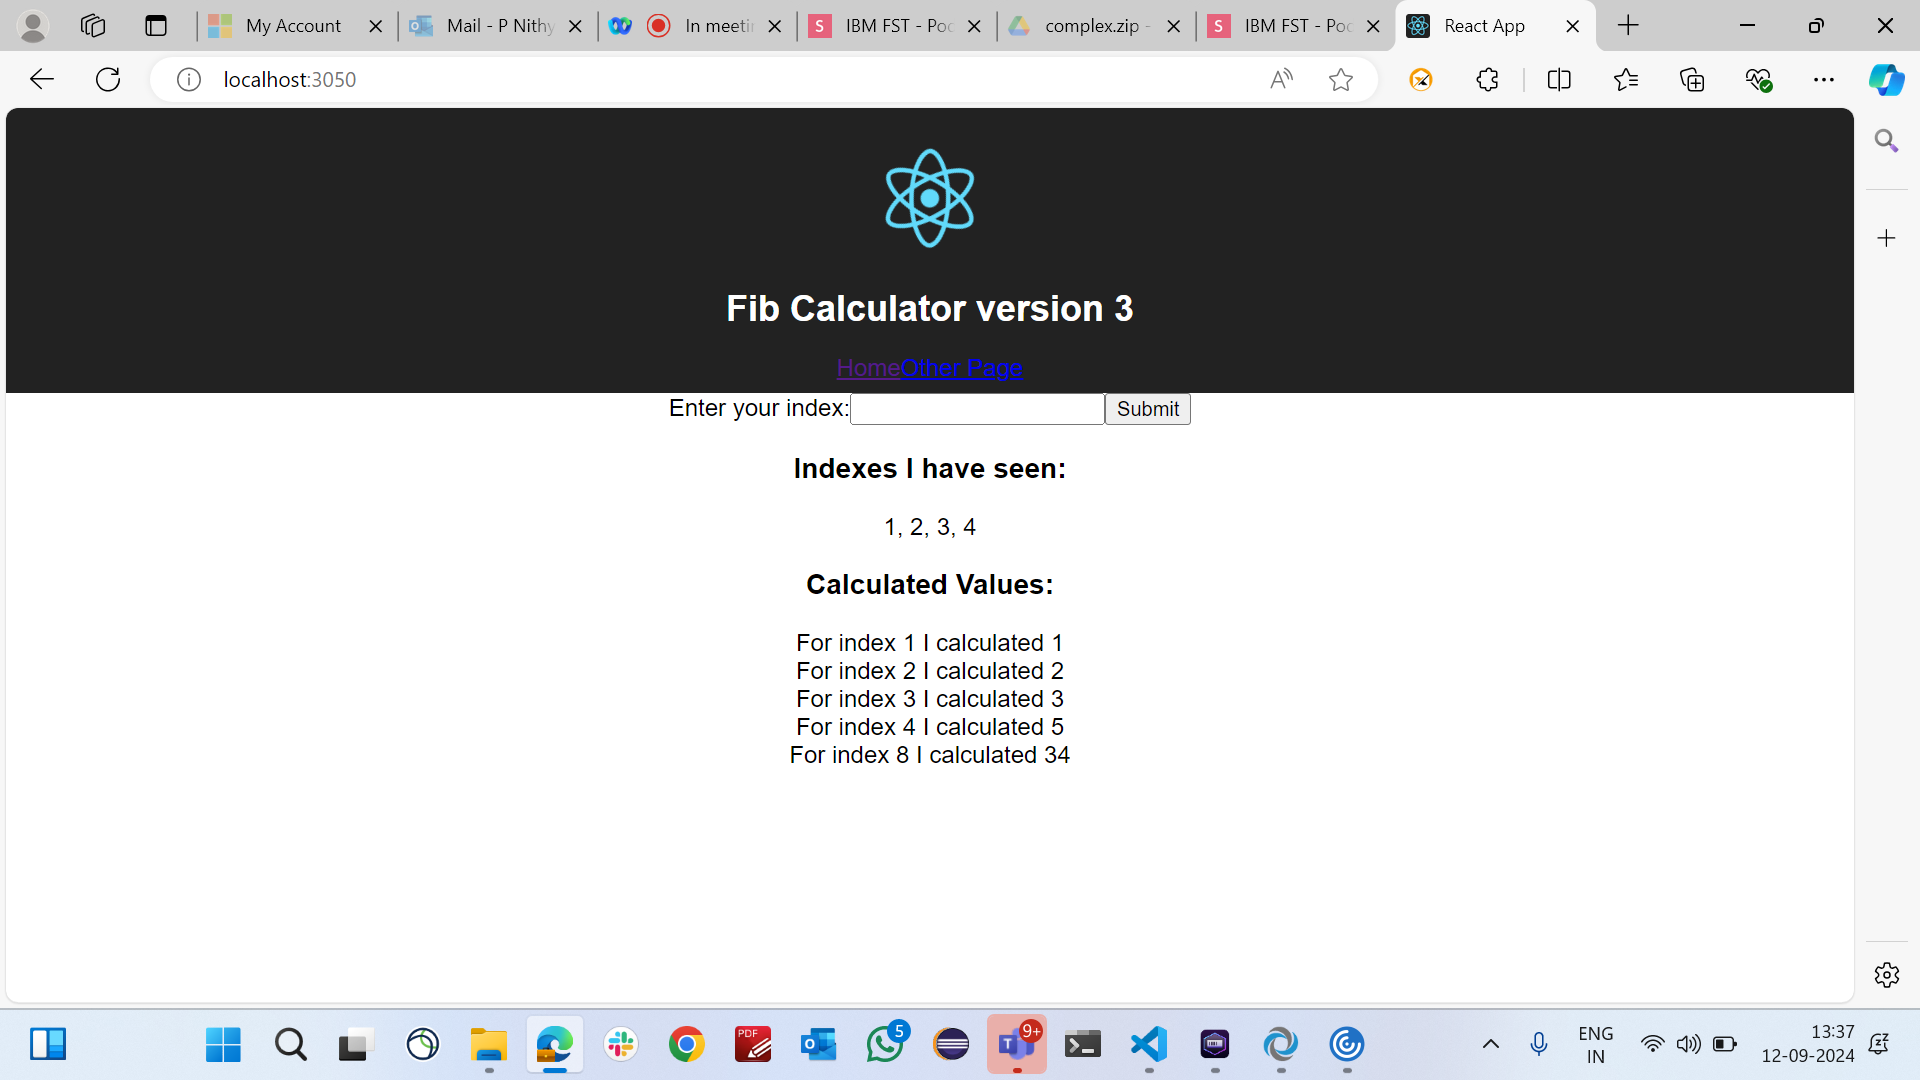 My Account
Mail - P Nithy
In meetin
IBM FST - Poc
complex.zip -
IBM FST - Poc
React App
localhost:3050
Fib Calculator version 3
HomeOther Page
Enter your index:
Submit
Indexes I have seen:
1, 2, 3, 4
Calculated Values:
For index 1 I calculated 1
For index 2 I calculated 2
For index 3 I calculated 3
For index 4 I calculated 5
For index 8 I calculated 34
PDF
5
9+
ENG
IN
13:37
12-09-2024